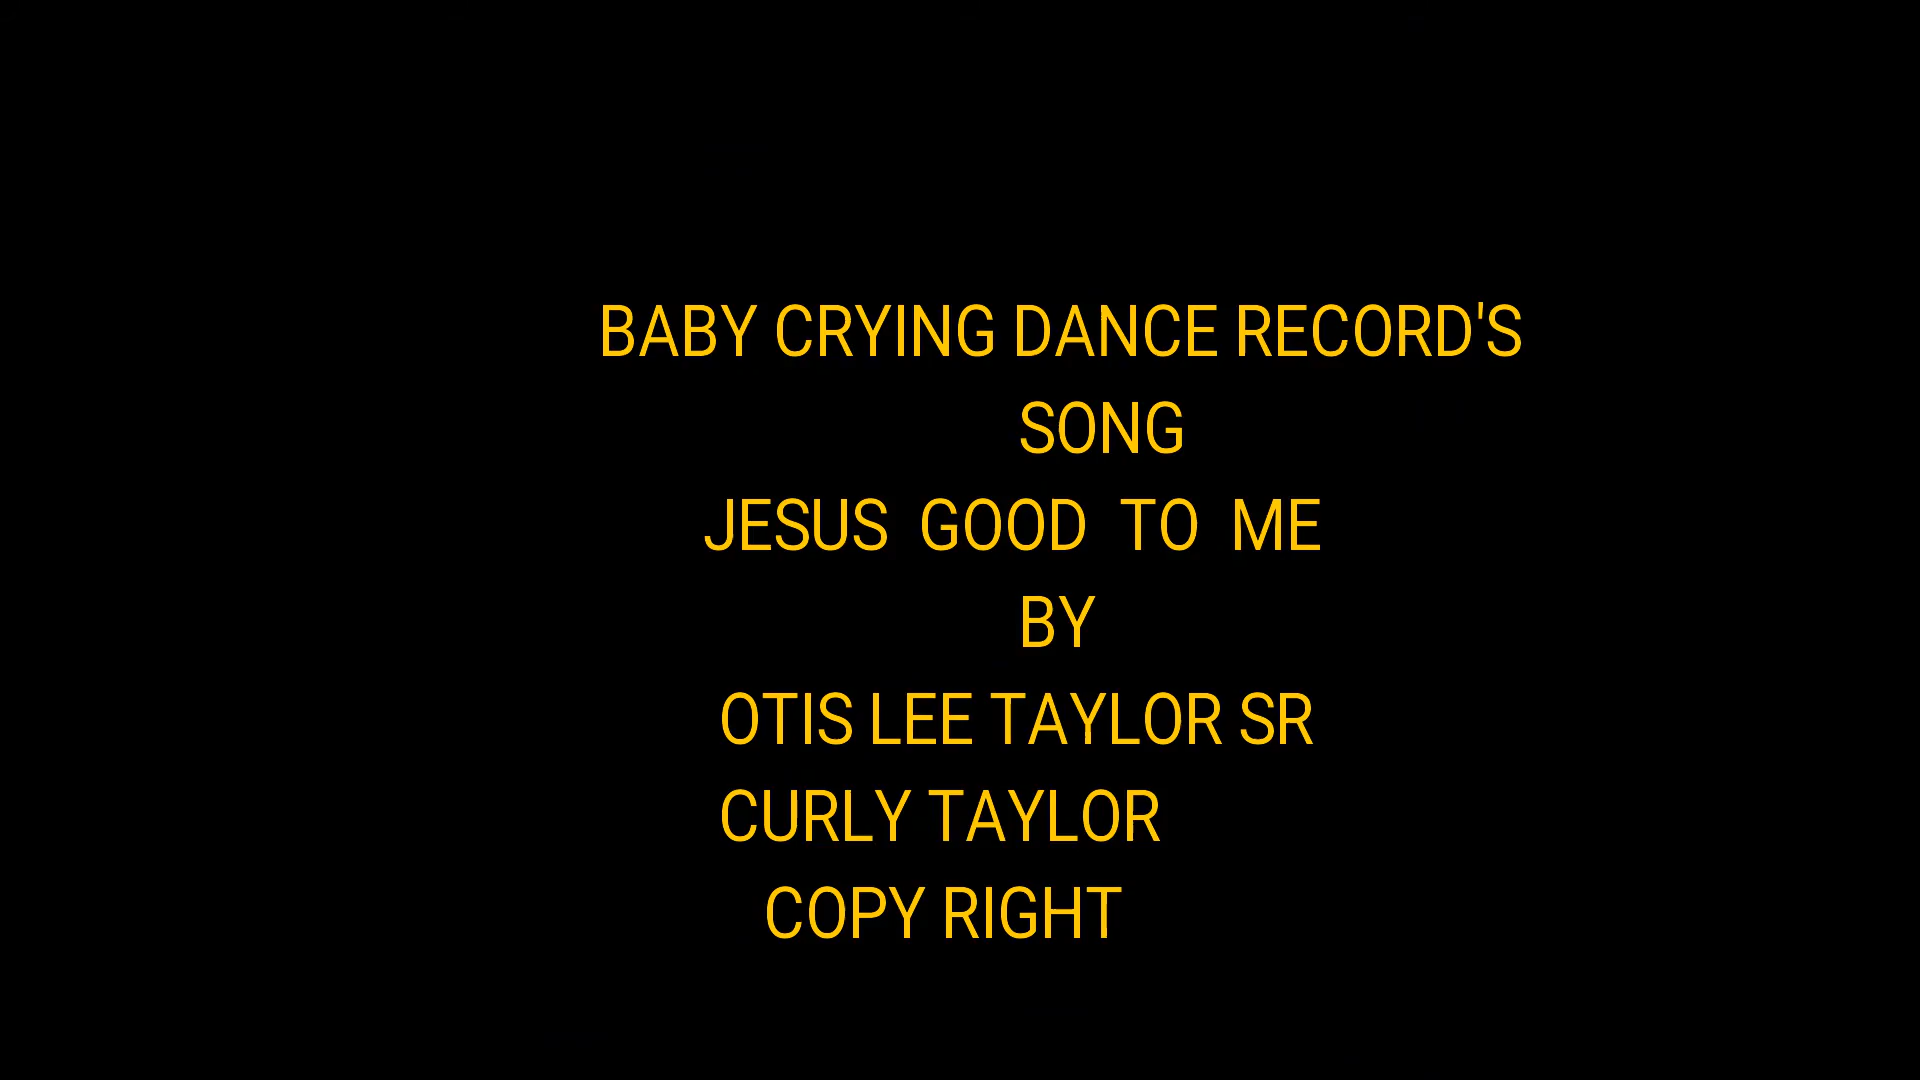 BABY CRYING DANCE RECORD'S
SONG
JESUS GOOD TO ME
BY
OTIS LEE TAYLOR SR
CURLY TAYLOR
COPY RIGHT